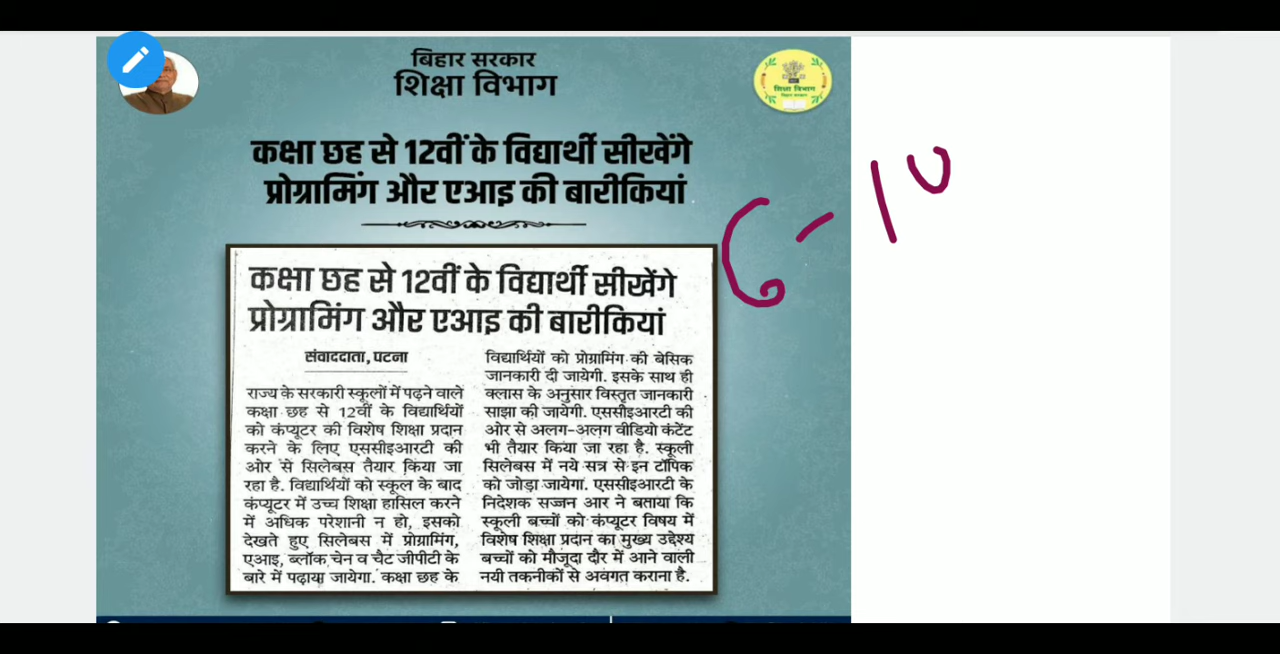 बिहार सरकार
शिक्षा विभाग
शिक्षा विभाग
बिहार सरकार
कक्षा छह से 12वीं के विद्यार्थी सीखेंगे
प्रोग्रामिंग और एआइ की बारीकियां
6-10
कक्षा छह से 12वीं के विद्यार्थी सीखेंगे
प्रोग्रामिंग और एआइ की बारीकियां
संवाददाता, पटना
राज्य के सरकारी स्कूलों में पढ़ने वाले
कक्षा छह से 12वीं के विद्यार्थियों
को कंप्यूटर की विशेष शिक्षा प्रदान
करने के लिए एससीइआरटी की
ओर से सिलेबस तैयार किया जा
रहा है. विद्यार्थियों को स्कूल के बाद
कंप्यूटर में उच्च शिक्षा हासिल करने
में अधिक परेशानी न हो, इसको
देखते हुए सिलेबस में प्रोग्रामिंग,
एआइ, ब्लॉक चेन व चैट जीपीटी के
बारे में पढ़ाया जायेगा. कक्षा छह के
विद्यार्थियों को प्रोग्रामिंग की बेसिक
जानकारी दी जायेगी. इसके साथ ही
क्लास के अनुसार विस्तृत जानकारी
साझा की जायेगी. एससीइआरटी की
ओर से अलग-अलग वीडियो कंटेंट
भी तैयार किया जा रहा है. स्कूली
सिलेबस में नये सत्र से इन टॉपिक
को जोड़ा जायेगा. एससीइआरटी के
निदेशक सज्जन आर ने बताया कि
स्कूली बच्चों को कंप्यूटर विषय में
विशेष शिक्षा प्रदान का मुख्य उद्देश्य
बच्चों को मौजूदा दौर में आने वाली
नयी तकनीकों से अवगत कराना है.